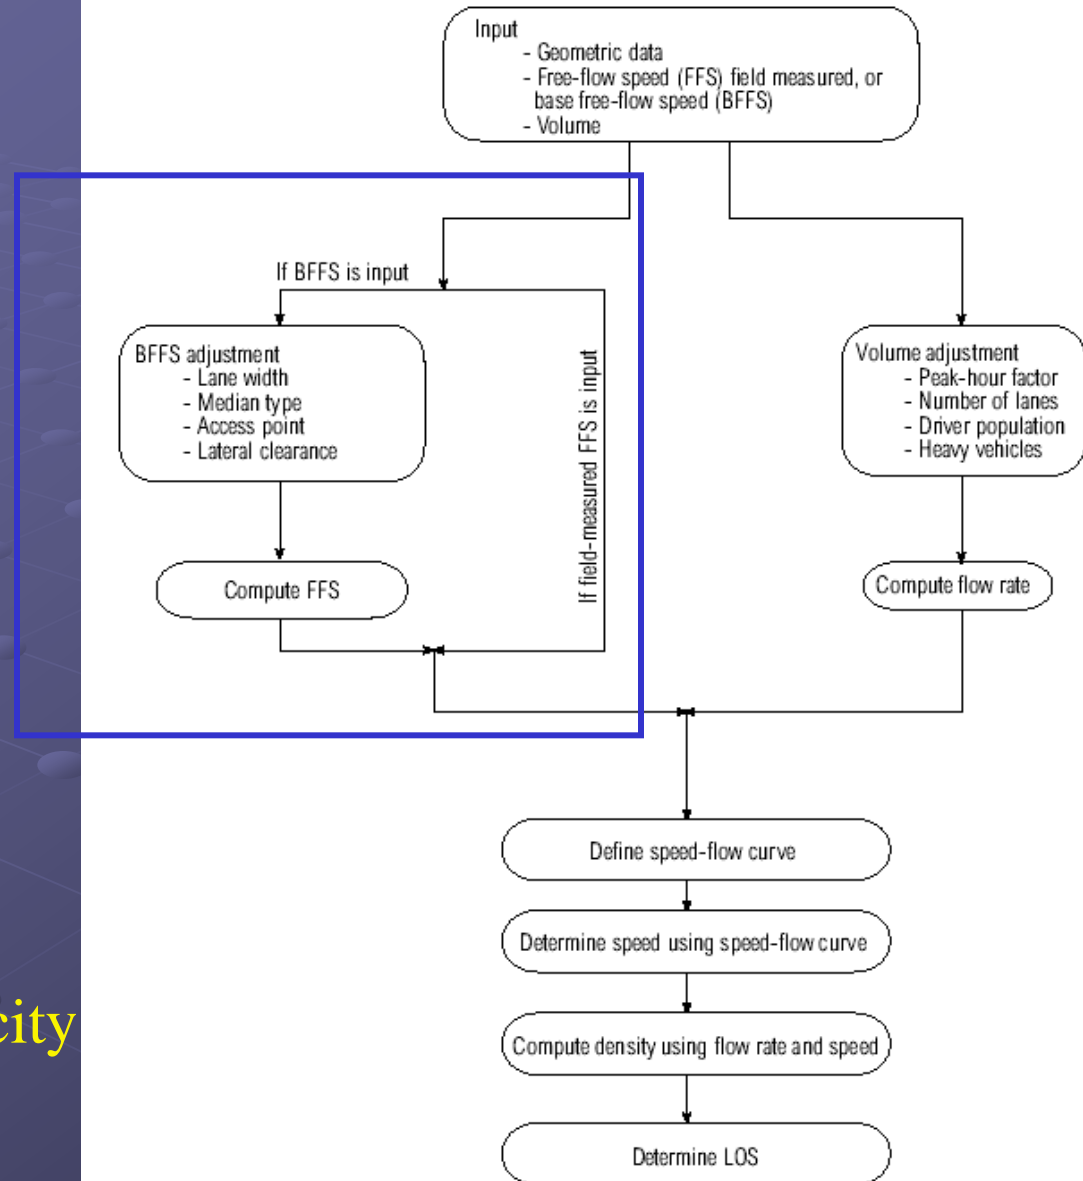 Input
- Geometric data
- Free-flow speed (FFS) field measured, or
base free-flow speed (BFFS)
- Volume
If BFFS is input
BFFS adjustment
- Lane width
- Median type
- Access point
- Lateral clearance
If field-measured FFS is input
Volume adjustment
- Peak-hour factor
- Number of lanes
- Driver population
- Heavy vehicles
Compute FFS
Compute flow rate
Define speed-flow curve
Determine speed using speed-flow curve
city
Compute density using flow rate and speed
Determine LOS